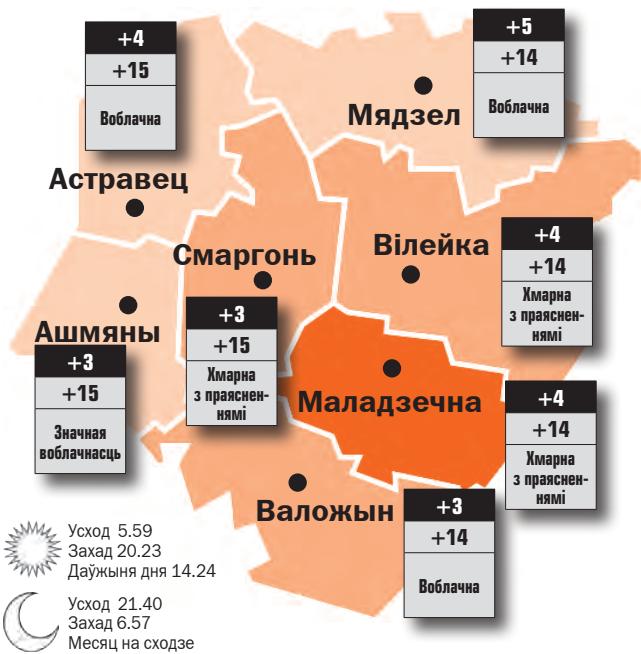 +4
+15
Воблачна
+5
+14
Воблачна
Мядзел
Астравец
Смаргонь
Вілейка
+4
+14
Хмарна
з праяснен-
нямі
Ашмяны
+3
+15
Значная
воблачнасць
+3
+15
Хмарна
з праяснен-
нямі
Маладзечна
+4
+14
Хмарна
з праяснен-
нямі
Валожын
+3
+14
Воблачна
Усход 5.59
Захад 20.23
Даўжыня дня 14.24
Усход 21.40
Захад 6.57
Месяц на сходзе